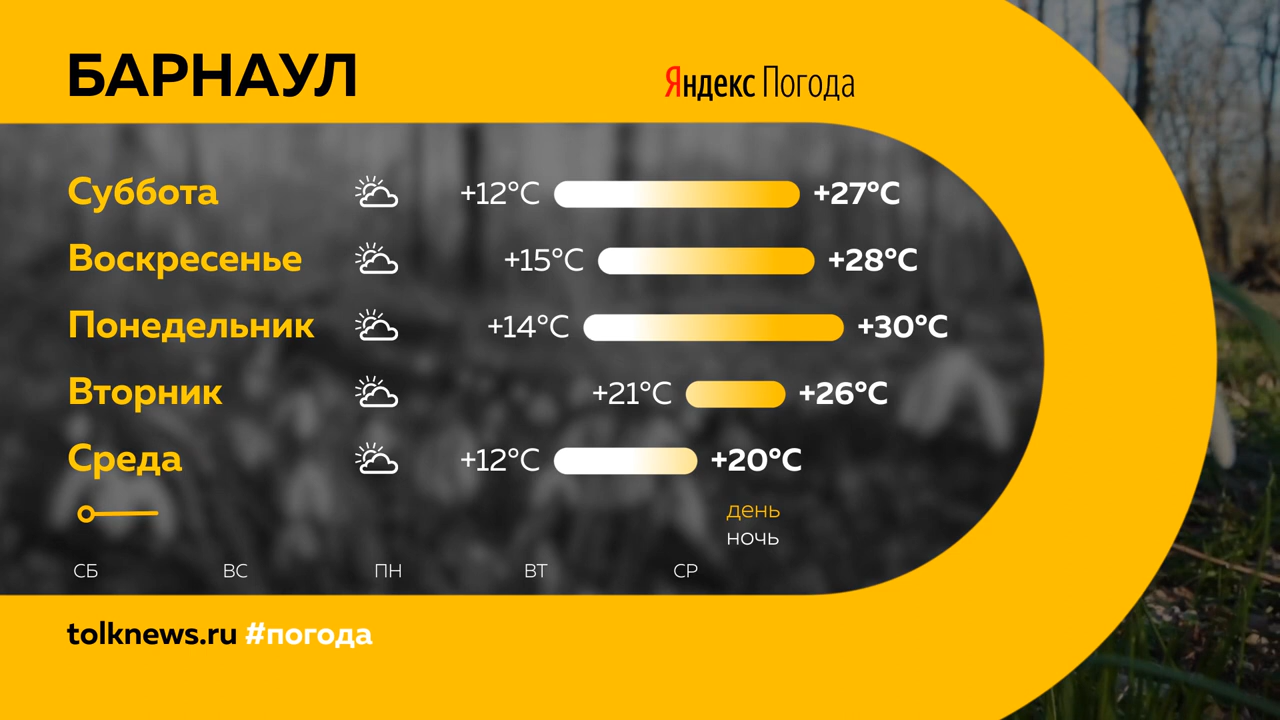 БАРНАУЛ
Яндекс Погода
Суббота +12°C +27°C
Воскресенье +15°C +28°C
Понедельник +14°C +30°C
Вторник +21°C +26°C
Среда +12°C +20°C
день
ночь
СБ ВС ПН ВТ СР
tolknews.ru #погода